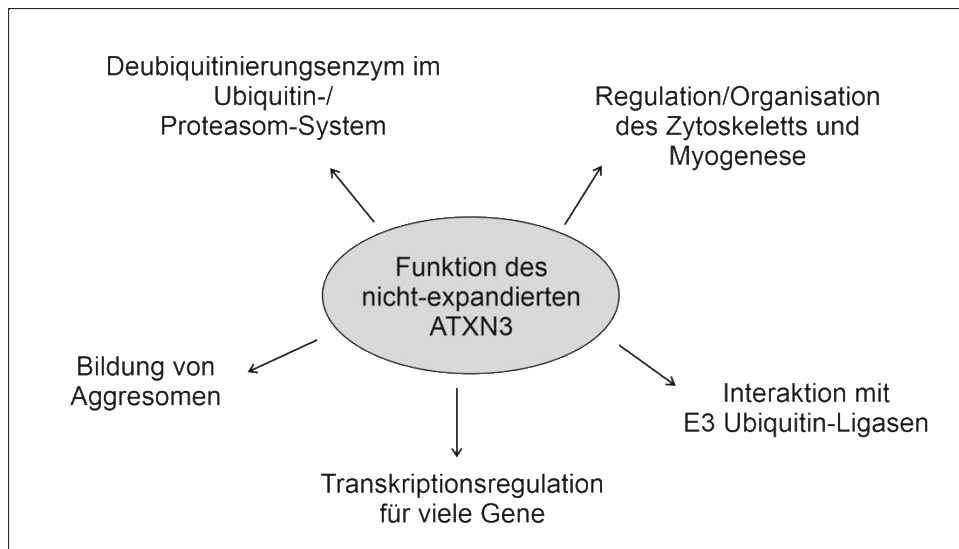 Deubiquitinierungsenzym im
Ubiquitin-/
Proteasom-System
Regulation/Organisation
des Zytoskeletts und
Myogenese
Funktion des
nicht-expandierten
ATXN3
Bildung von
Aggresomen
Interaktion mit
E3 Ubiquitin-Ligasen
Transkriptionsregulation
für viele Gene